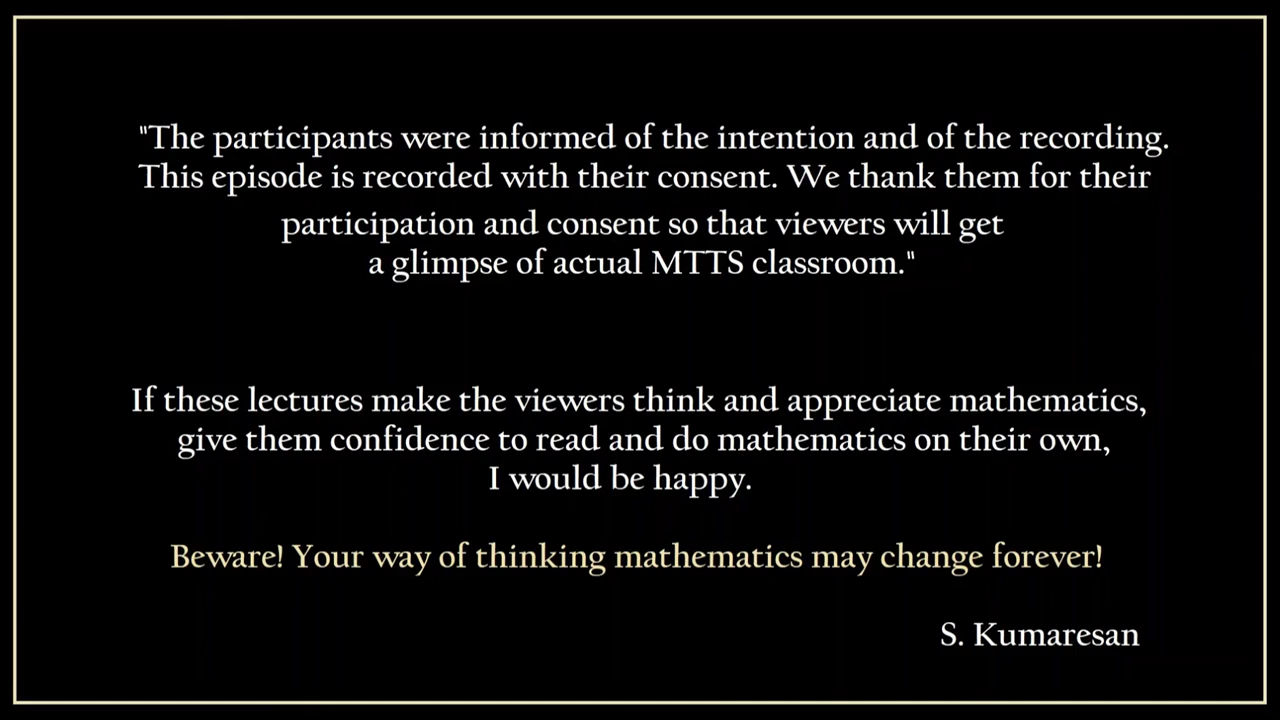 "The participants were informed of the intention and of the recording.
This episode is recorded with their consent. We thank them for their
participation and consent so that viewers will get
a glimpse of actual MTTS classroom."
If these lectures make the viewers think and appreciate mathematics,
give them confidence to read and do mathematics on their own,
I would be happy.
Beware! Your way of thinking mathematics may change forever!
S. Kumaresan